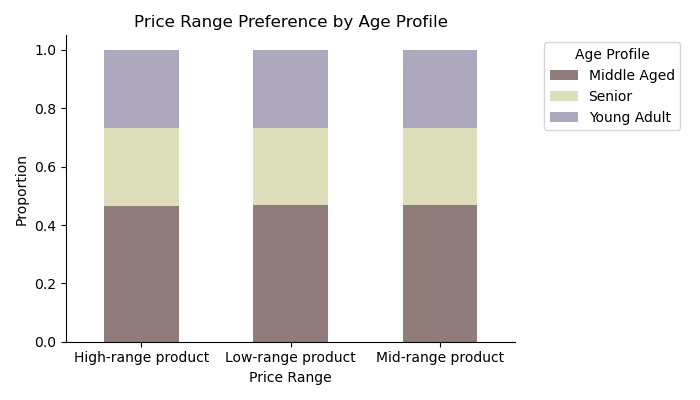 Price Range Preference by Age Profile
Age Profile
Middle Aged
Senior
Young Adult
Proportion
1.0
0.8
0.6
0.4
0.2
0.0
High-range product Low-range product Mid-range product
Price Range